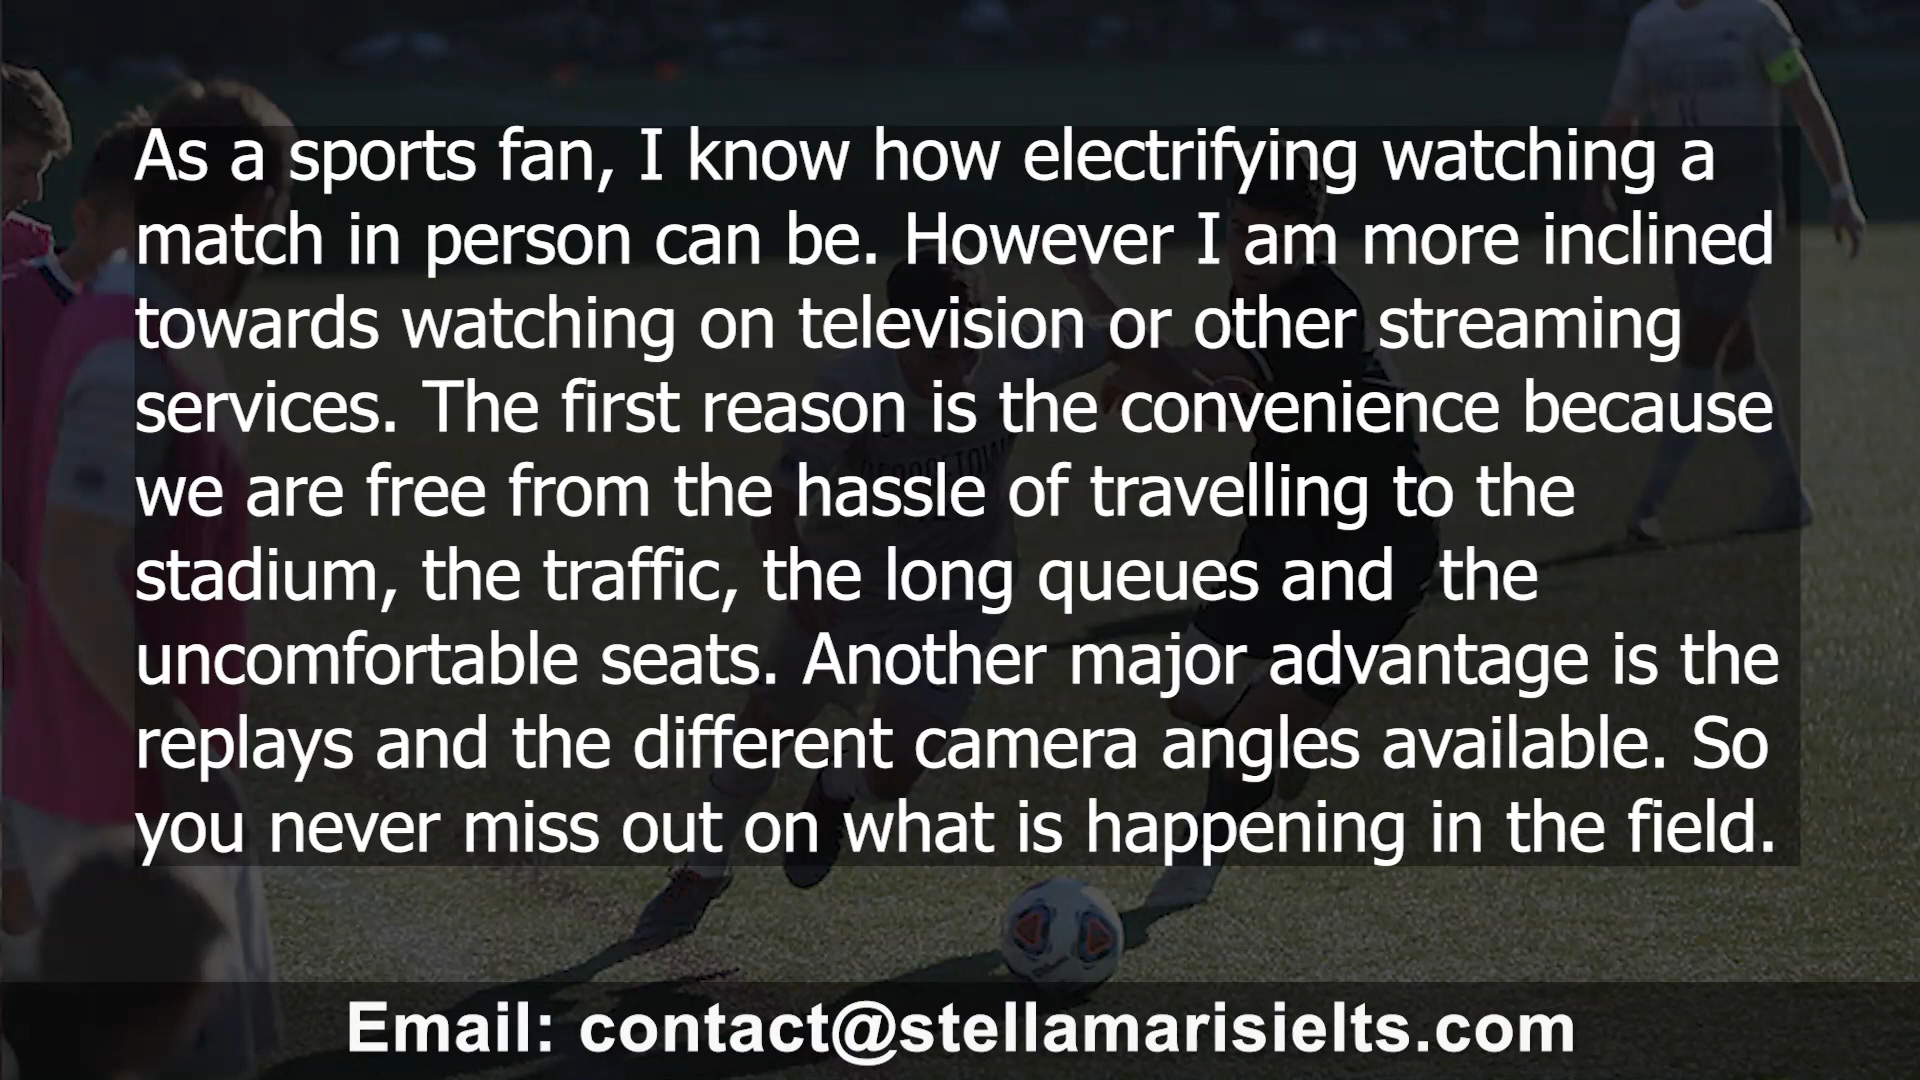 As a sports fan, I know how electrifying watching a
match in person can be. However I am more inclined
towards watching on television or other streaming
services. The first reason is the convenience because
we are free from the hassle of travelling to the
stadium, the traffic, the long queues and  the
uncomfortable seats. Another major advantage is the
replays and the different camera angles available. So
you never miss out on what is happening in the field.
Email: contact@stellamarisielts.com